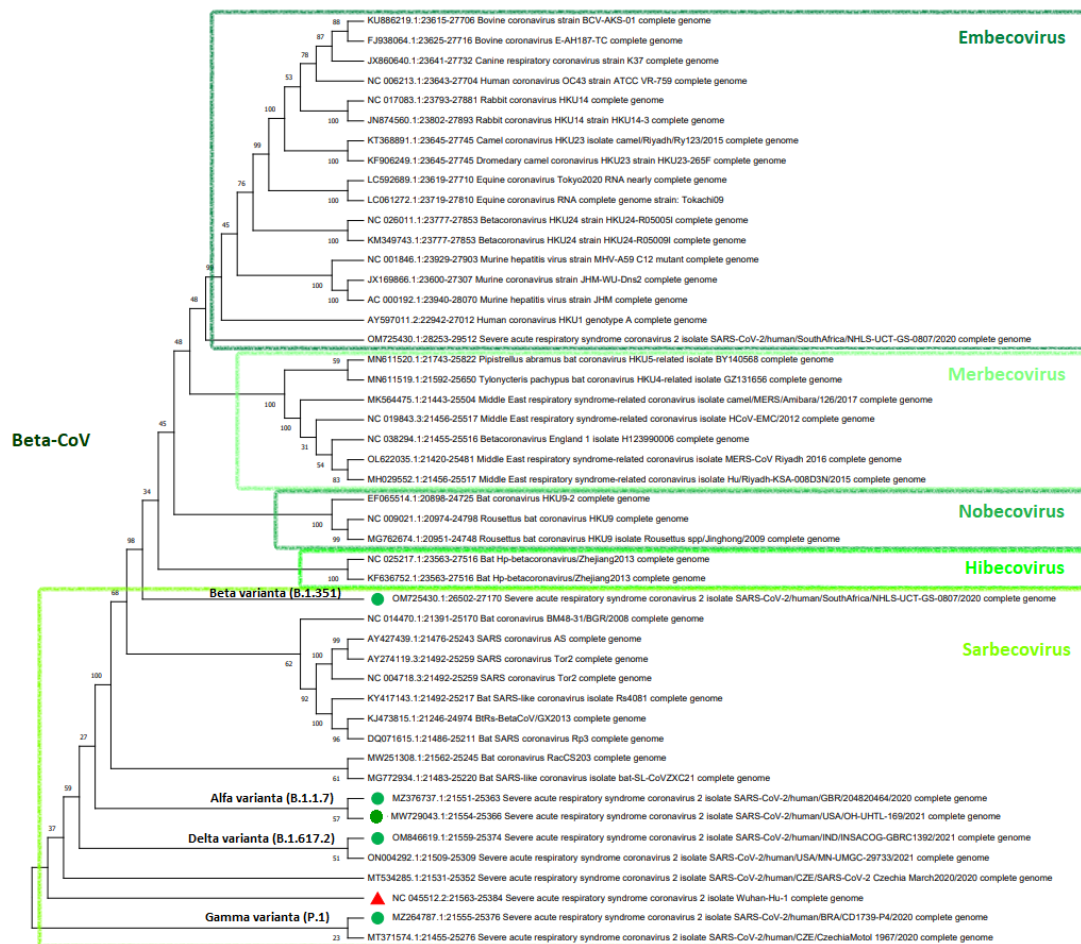 KU886219.1:23615-27706 Bovine coronavirus strain BCV-AKS-01 complete genome
FJ938064.1:23625-27716 Bovine coronavirus E-AH187-TC complete genome
Embecovirus
JX860640.1:23641-27732 Canine respiratory coronavirus strain K37 complete genome
NC 006213.1:23643-27704 Human coronavirus OC43 strain ATCC VR-759 complete genome
NC 017083.1:23793-27881 Rabbit coronavirus HKU14 complete genome
JN874560.1:23802-27893 Rabbit coronavirus HKU14 strain HKU14-3 complete genome
KT368891.1:23645-27745 Camel coronavirus HKU23 isolate camel/Riyadh/Ry123/2015 complete genome
KF906249.1:23645-27745 Dromedary camel coronavirus HKU23 strain HKU23-265F complete genome
LC592689.1:23619-27710 Equine coronavirus Tokyo2020 RNA nearly complete genome
LC061272.1:23719-27810 Equine coronavirus RNA complete genome strain: Tokachi09
NC 026011.1:23777-27853 Betacoronavirus HKU24 strain HKU24-R05005I complete genome
KM349743.1:23777-27853 Betacoronavirus HKU24 strain HKU24-R05009I complete genome
NC 001846.1:23929-27903 Murine hepatitis virus strain MHV-A59 C12 mutant complete genome
JX169866.1:23600-27307 Murine coronavirus strain JHM-WU-Dns2 complete genome
AC 000192.1:23940-28070 Murine hepatitis virus strain JHM complete genome
AY597011.2:22942-27012 Human coronavirus HKU1 genotype A complete genome
OM725430.1:28253-29512 Severe acute respiratory syndrome coronavirus 2 isolate SARS-CoV-2/human/SouthAfrica/NHLS-UCT-GS-0807/2020 complete genome
MN611520.1:21743-25822 Pipistrellus abramus bat coronavirus HKU5-related isolate BY140568 complete genome
Merbecovirus
MN611519.1:21592-25650 Tylonycteris pachypus bat coronavirus HKU4-related isolate GZ131656 complete genome
MK564475.1:21443-25504 Middle East respiratory syndrome-related coronavirus isolate camel/MERS/Amibara/126/2017 complete genome
NC 019843.3:21456-25517 Middle East respiratory syndrome-related coronavirus isolate HCoV-EMC/2012 complete genome
Beta-CoV
NC 038294.1:21455-25516 Betacoronavirus England 1 isolate H123990006 complete genome
OL622035.1:21420-25481 Middle East respiratory syndrome-related coronavirus isolate MERS-CoV Riyadh 2016 complete genome
MH029552.1:21456-25517 Middle East respiratory syndrome-related coronavirus isolate Hu/Riyadh-KSA-008D3N/2015 complete genome
EF065514.1:20898-24725 Bat coronavirus HKU9-2 complete genome
Nobecovirus
NC 009021.1:20974-24798 Rousettus bat coronavirus HKU9 complete genome
MG762674.1:20951-24748 Rousettus bat coronavirus HKU9 isolate Rousettus spp/Jinghong/2009 complete genome
NC 025217.1:23563-27516 Bat Hp-betacoronavirus/Zhejiang2013 complete genome
Hibecovirus
KF636752.1:23563-27516 Bat Hp-betacoronavirus/Zhejiang2013 complete genome
Beta varianta (B.1.351)
OM725430.1:26502-27170 Severe acute respiratory syndrome coronavirus 2 isolate SARS-CoV-2/human/SouthAfrica/NHLS-UCT-GS-0807/2020 complete genome
NC 014470.1:21391-25170 Bat coronavirus BM48-31/BGR/2008 complete genome
AY427439.1:21476-25243 SARS coronavirus AS complete genome
Sarbecovirus
AY274119.3:21492-25259 SARS coronavirus Tor2 complete genome
NC 004718.3:21492-25259 SARS coronavirus Tor2 complete genome
KY417143.1:21492-25217 Bat SARS-like coronavirus isolate Rs4081 complete genome
KJ473815.1:21246-24974 BtRs-BetaCoV/GX2013 complete genome
DQ071615.1:21486-25211 Bat SARS coronavirus Rp3 complete genome
MW251308.1:21562-25245 Bat coronavirus RacCS203 complete genome
MG772934.1:21483-25220 Bat SARS-like coronavirus isolate bat-SL-CoVZXC21 complete genome
Alfa varianta (B.1.1.7)
MZ376737.1:21551-25363 Severe acute respiratory syndrome coronavirus 2 isolate SARS-CoV-2/human/GBR/204820464/2020 complete genome
MW729043.1:21554-25366 Severe acute respiratory syndrome coronavirus 2 isolate SARS-CoV-2/human/USA/OH-UHTL-169/2021 complete genome
Delta varianta (B.1.617.2)
OM846619.1:21559-25374 Severe acute respiratory syndrome coronavirus 2 isolate SARS-CoV-2/human/IND/INSACOG-GBRC1392/2021 complete genome
ON004292.1:21509-25309 Severe acute respiratory syndrome coronavirus 2 isolate SARS-CoV-2/human/USA/MN-UMGC-29733/2021 complete genome
MT534285.1:21531-25352 Severe acute respiratory syndrome coronavirus 2 isolate SARS-CoV-2/human/CZE/SARS-CoV-2 Czechia March2020/2020 complete genome
NC 045512.2:21563-25384 Severe acute respiratory syndrome coronavirus 2 isolate Wuhan-Hu-1 complete genome
Gamma varianta (P.1)
MZ264787.1:21555-25376 Severe acute respiratory syndrome coronavirus 2 isolate SARS-CoV-2/human/BRA/CD1739-P4/2020 complete genome
MT371574.1:21455-25276 Severe acute respiratory syndrome coronavirus 2 isolate SARS-CoV-2/human/CZE/CzechiaMotol 1967/2020 complete genome
88
87
78
53
100
100
99
100
76
100
45
100
100
100
98
48
48
59
100
100
31
54
83
45
100
99
34
100
98
68
99
100
62
92
100
96
100
61
27
57
59
51
37
23